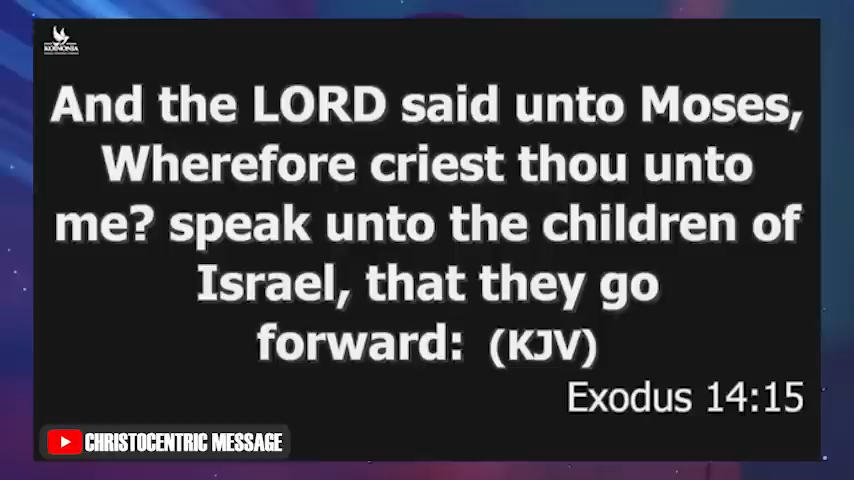 KOINONIA
And the LORD said unto Moses,
Wherefore criest thou unto
me? speak unto the children of
Israel, that they go
forward: (KJV)
Exodus 14:15
CHRISTOCENTRIC MESSAGE